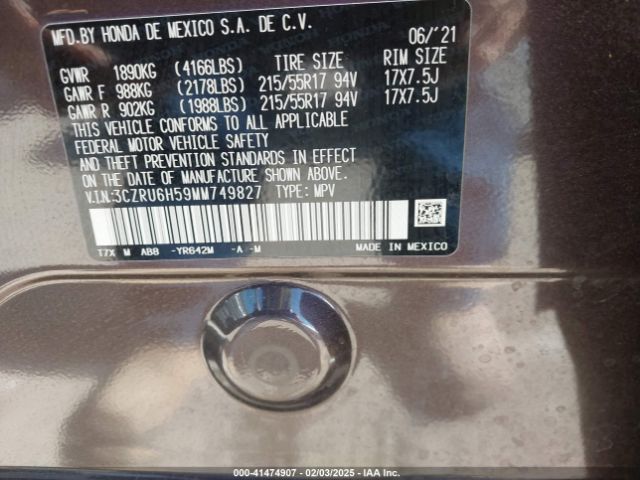 MFD.BY HONDA DE MEXICO S.A. DE C.V. 06/'21
GVWR 1890KG (4166LBS) TIRE SIZE RIM SIZE
GAWR F 988KG (2178LBS) 215/55R17 94V 17X7.5J
GAWR R 902KG (1988LBS) 215/55R17 94V 17X7.5J
THIS VEHICLE CONFORMS TO ALL APPLICABLE
FEDERAL MOTOR VEHICLE SAFETY
AND THEFT PREVENTION STANDARDS IN EFFECT
ON THE DATE OF MANUFACTURE SHOWN ABOVE.
V.I.N:3CZRU6H59MM749827 TYPE: MPV
T7X M AB8 -YR642M -A -M MADE IN MEXICO
000-41474907 - 02/03/2025 - IAA Inc.